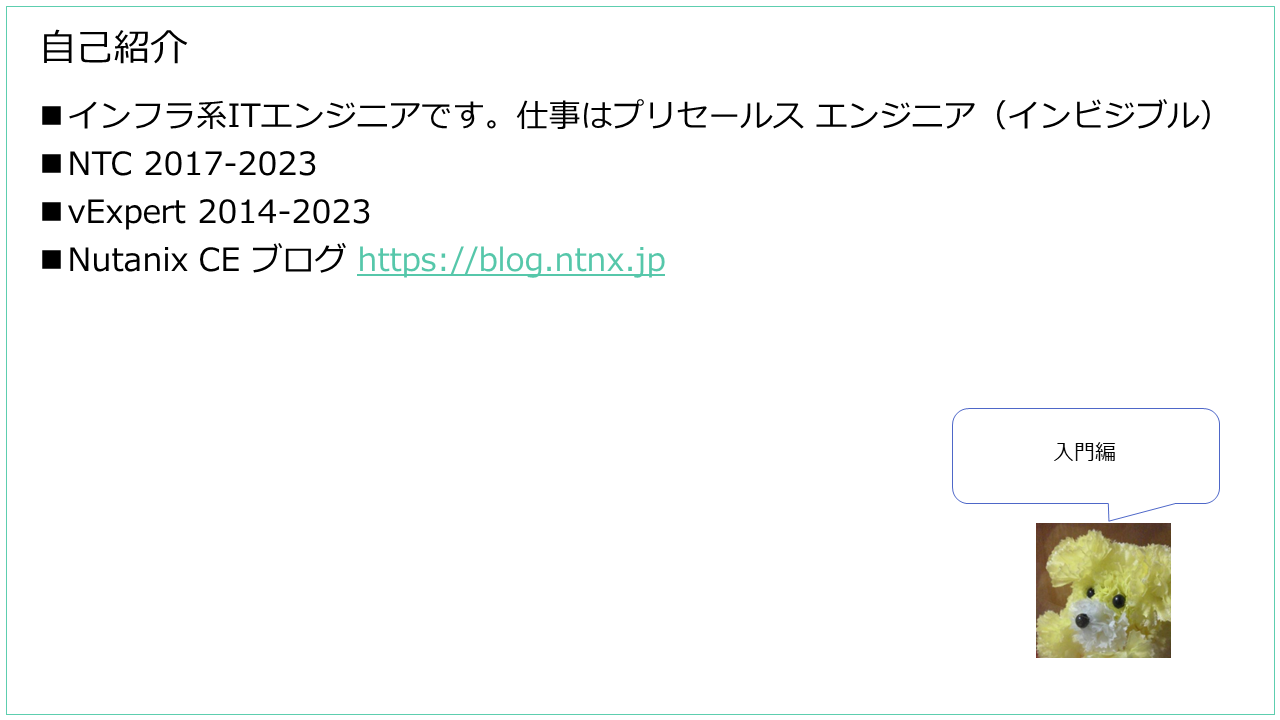 自己紹介
■インフラ系ITエンジニアです。仕事はプリセールス エンジニア（インビジブル）
■NTC 2017-2023
■vExpert 2014-2023
■Nutanix CE ブログ https://blog.ntnx.jp
入門編